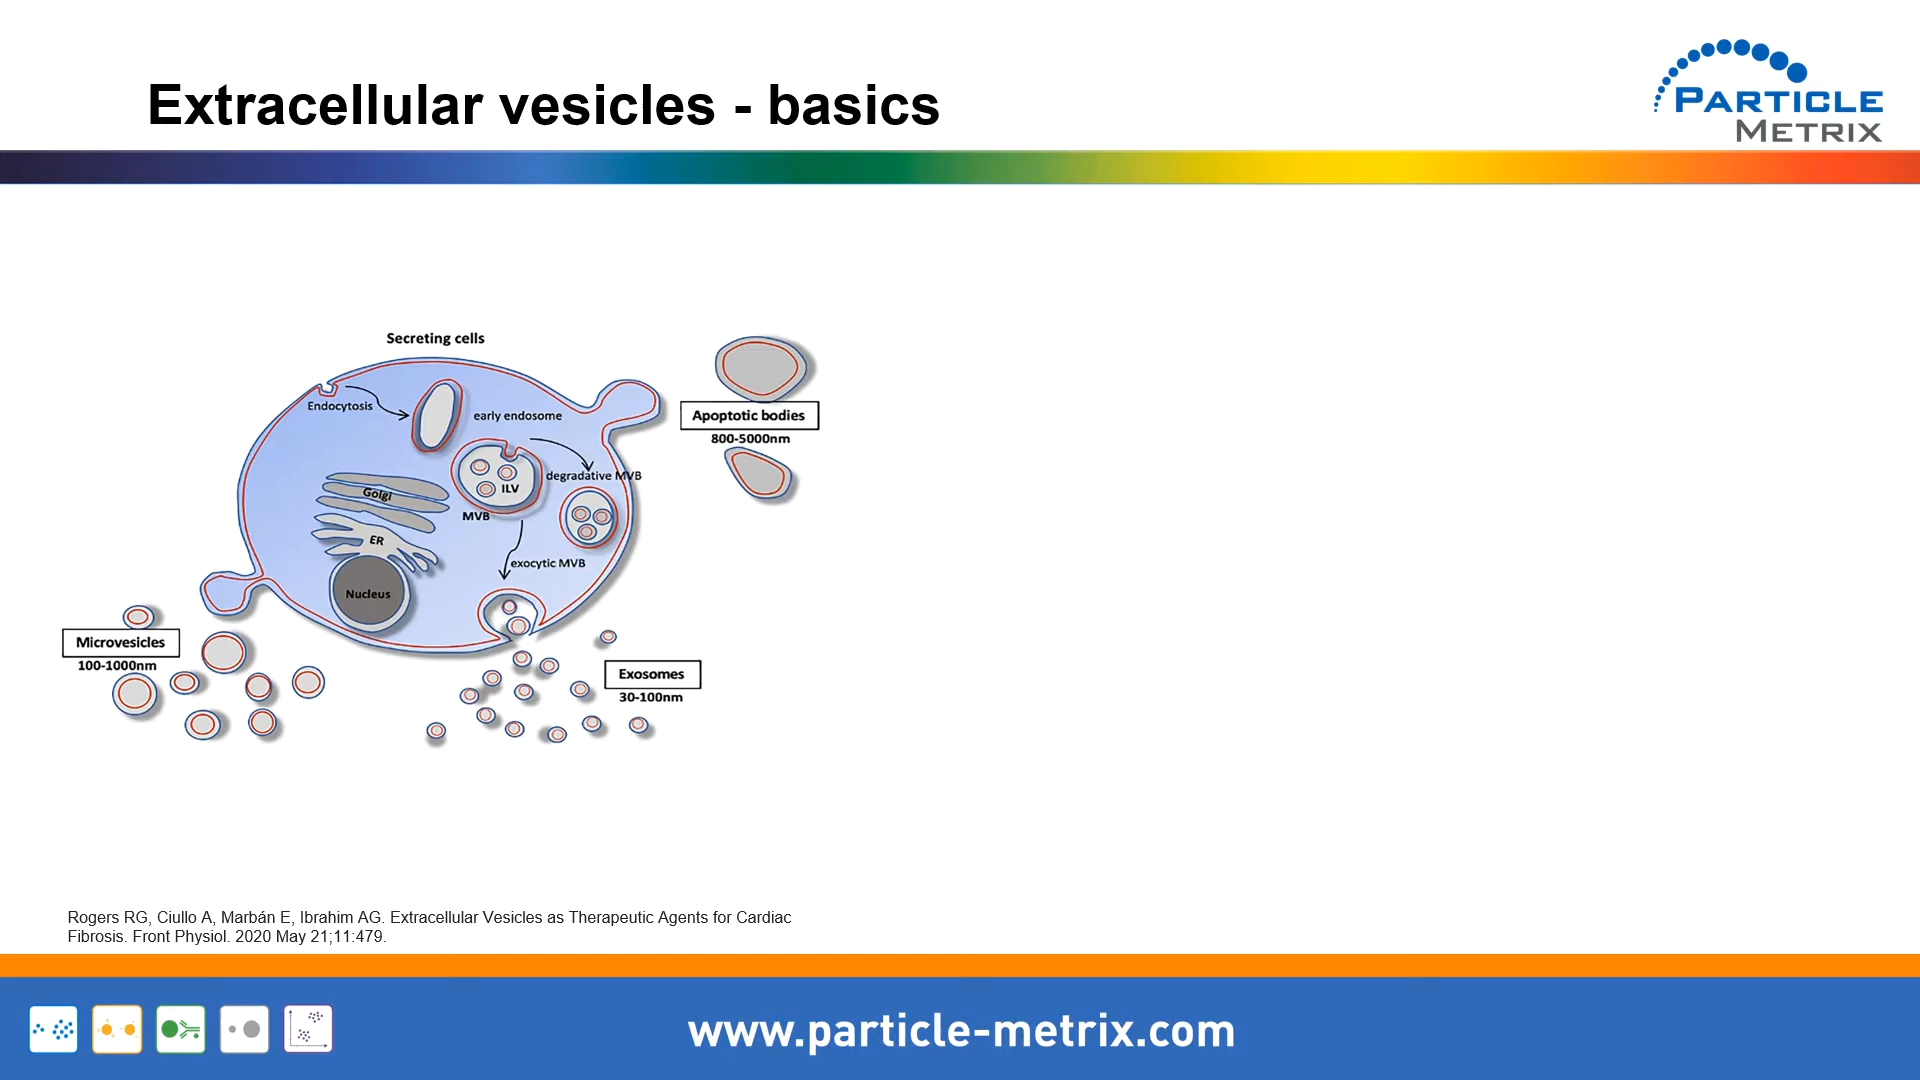 Extracellular vesicles - basics
PARTICLE
METRIX
Secreting cells
Endocytosis
early endosome
Apoptotic bodies
800-5000nm
degradative MVB
ILV
Golgi
MVB
ER
exocytic MVB
Nucleus
Microvesicles
100-1000nm
Exosomes
30-100nm
Rogers RG, Ciullo A, Marbán E, Ibrahim AG. Extracellular Vesicles as Therapeutic Agents for Cardiac
Fibrosis. Front Physiol. 2020 May 21;11:479.
www.particle-metrix.com